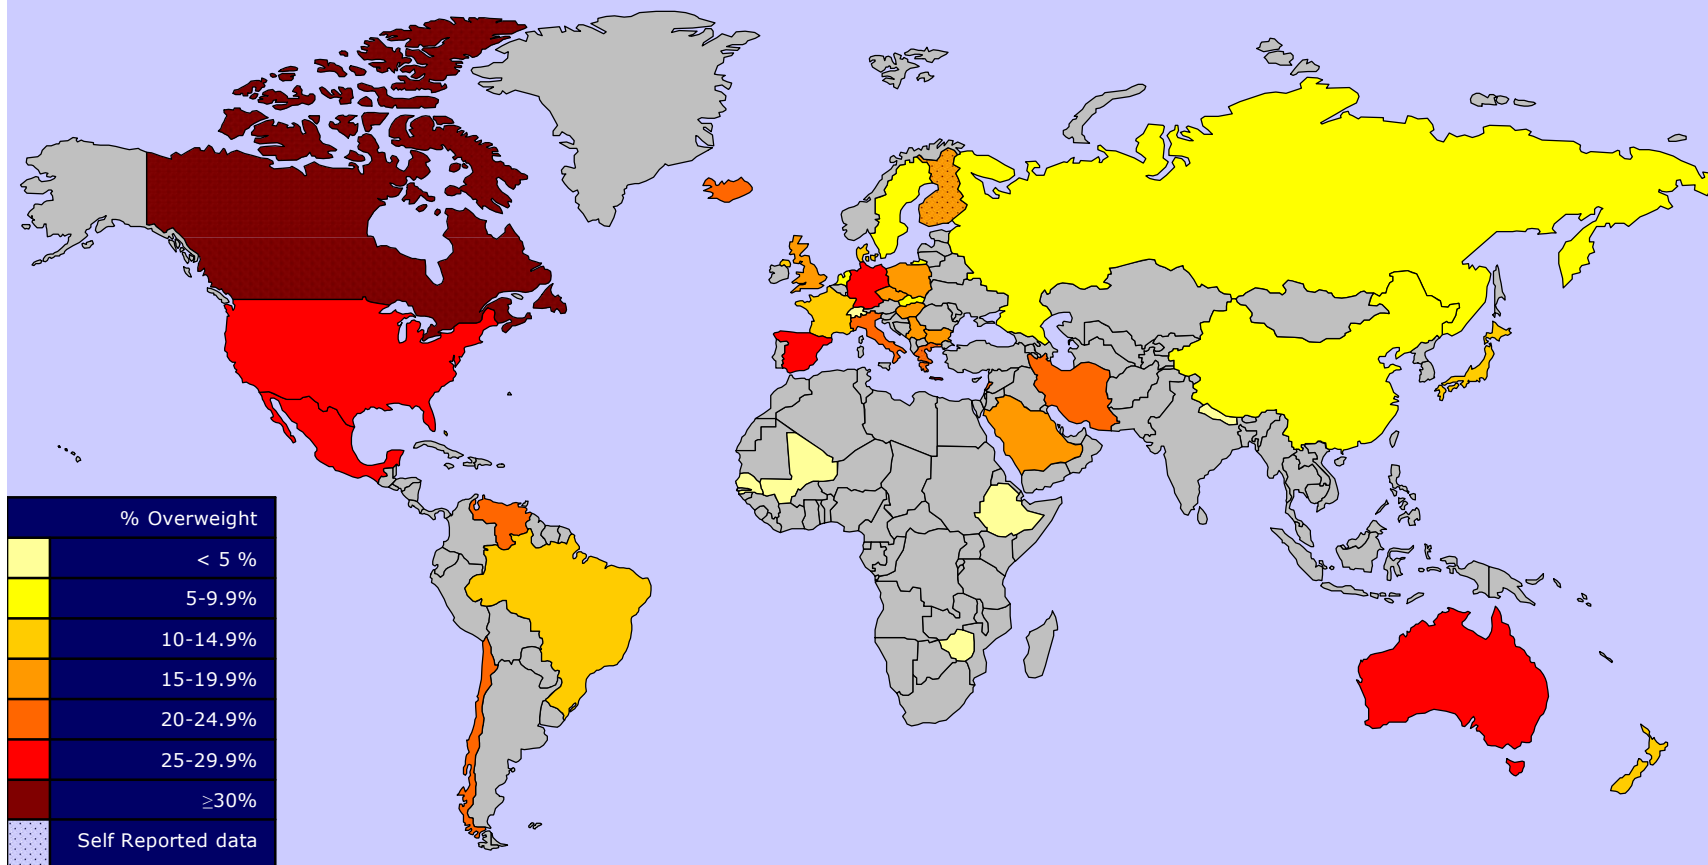 % Overweight
< 5 %
5-9.9%
10-14.9%
15-19.9%
20-24.9%
25-29.9%
≥30%
Self Reported data